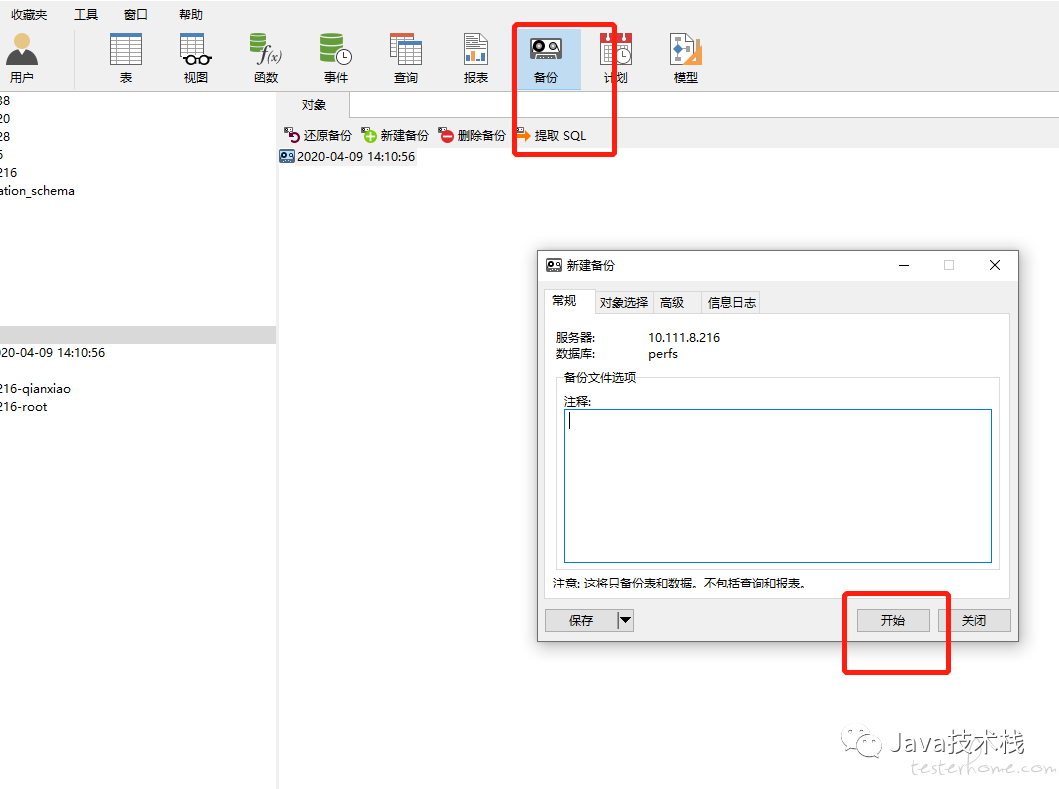 收藏夹 工具 窗口 帮助
用户 表 视图 函数 事件 查询 报表 备份 计划 模型
38
20
28
5
216
ation_schema
020-04-09 14:10:56
216-qianxiao
216-root
对象
还原备份 新建备份 删除备份 提取 SQL
2020-04-09 14:10:56
新建备份
常规 对象选择 高级 信息日志
服务器: 10.111.8.216
数据库: perfs
备份文件选项
注释:
注意: 这将只备份表和数据。不包括查询和报表。
保存 开始 关闭
Java技术栈
testerhome.com